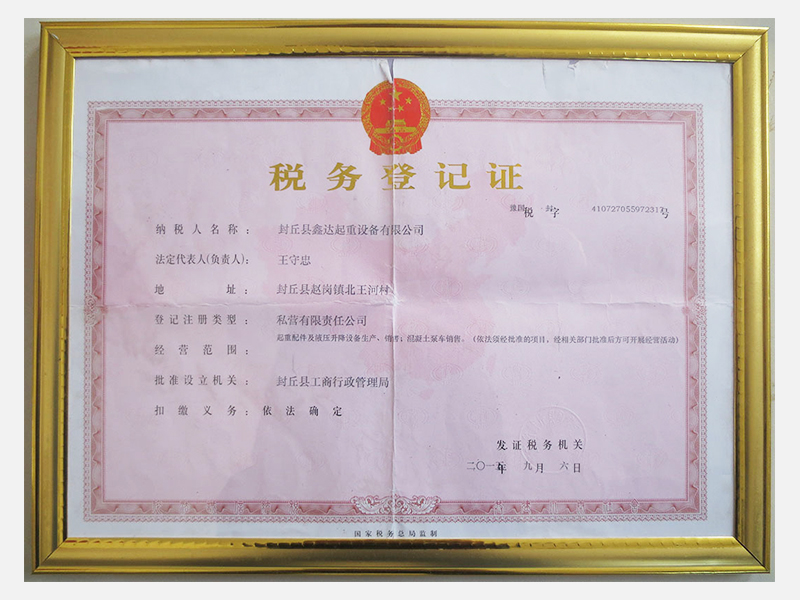 税务登记证
豫国税 封字 410727055972317号
纳税人名称： 封丘县鑫达起重设备有限公司
法定代表人(负责人)： 王守忠
地址： 封丘县赵岗镇北王河村
登记注册类型： 私营有限责任公司
经营范围： 起重配件及液压升降设备生产、销售；混凝土泵车销售。（依法须经批准的项目，经相关部门批准后方可开展经营活动）
批准设立机关： 封丘县工商行政管理局
扣缴义务： 依法确定
发证税务机关
二〇一五年 九月 六日
国家税务总局监制